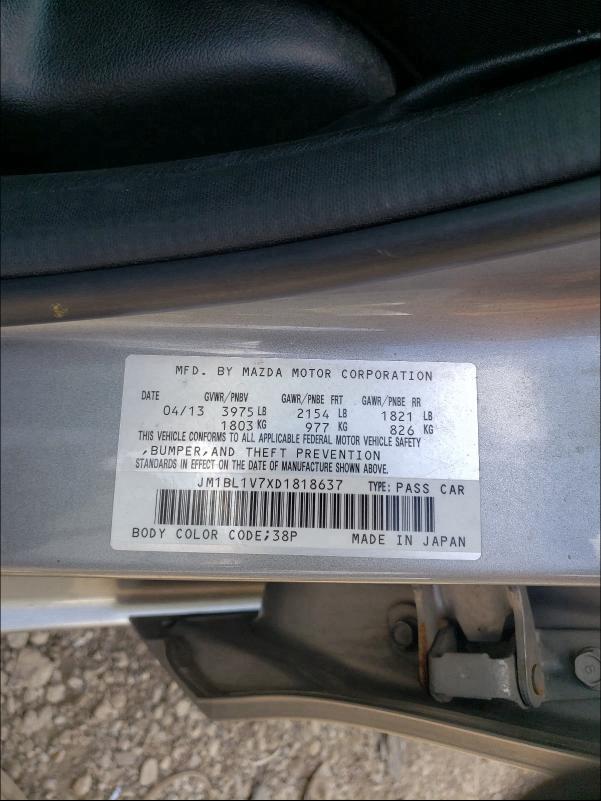 MFD. BY MAZDA MOTOR CORPORATION
DATE GVWR/PNBV GAWR/PNBE FRT GAWR/PNBE RR
04/13 3975 LB 2154 LB 1821 LB
1803 KG 977 KG 826 KG
THIS VEHICLE CONFORMS TO ALL APPLICABLE FEDERAL MOTOR VEHICLE SAFETY
,BUMPER,AND THEFT PREVENTION
STANDARDS IN EFFECT ON THE DATE OF MANUFACTURE SHOWN ABOVE.
JM1BL1V7XD1818637 TYPE: PASS CAR
BODY COLOR CODE;38P MADE IN JAPAN